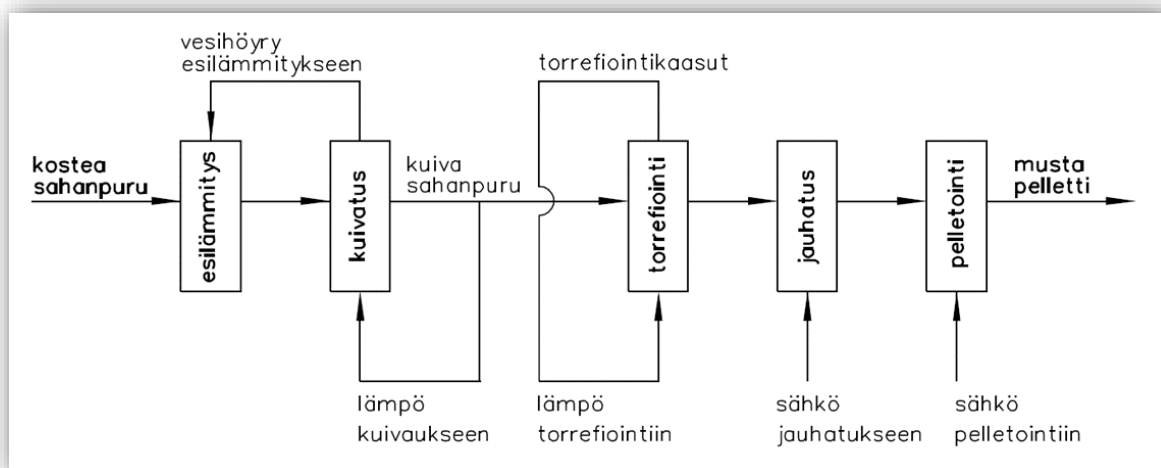 vesihöyry
esilämmitykseen
torrefiointikaasut
kostea
sahanpuru
esilämmitys
kuivatus
kuiva
sahanpuru
torrefiointi
jauhatus
pelletointi
musta
pelletti
lämpö
kuivaukseen
lämpö
torrefiointiin
sähkö
jauhatukseen
sähkö
pelletointiin